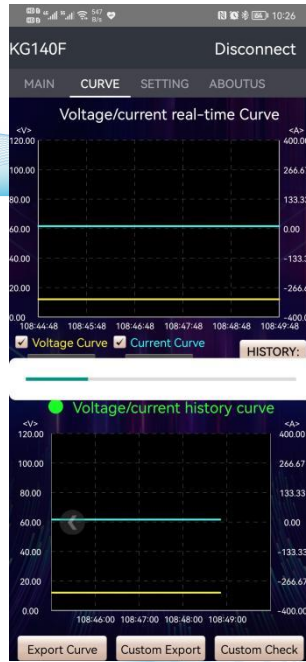 547
B/s
10:26
KG140F
Disconnect
MAIN CURVE SETTING ABOUTUS
Voltage/current real-time Curve
<V> <A>
120.00 400.00
100.00 266.6
80.00 133.33
60.00 0.00
40.00 -133.3
20.00 -266.6
0.00 -400.0
108:44:48 108:45:48 108:46:48 108:47:48 108:48:48 108:49:48
Voltage Curve Current Curve
HISTORY:
Voltage/current history curve
<V> <A>
120.00 400.00
100.00 266.67
80.00 133.33
60.00 0.00
40.00 -133.33
20.00 -266.67
0.00 -400.0
108:46:00 108:47:00 108:48:00 108:49:00
Export Curve Custom Export Custom Check